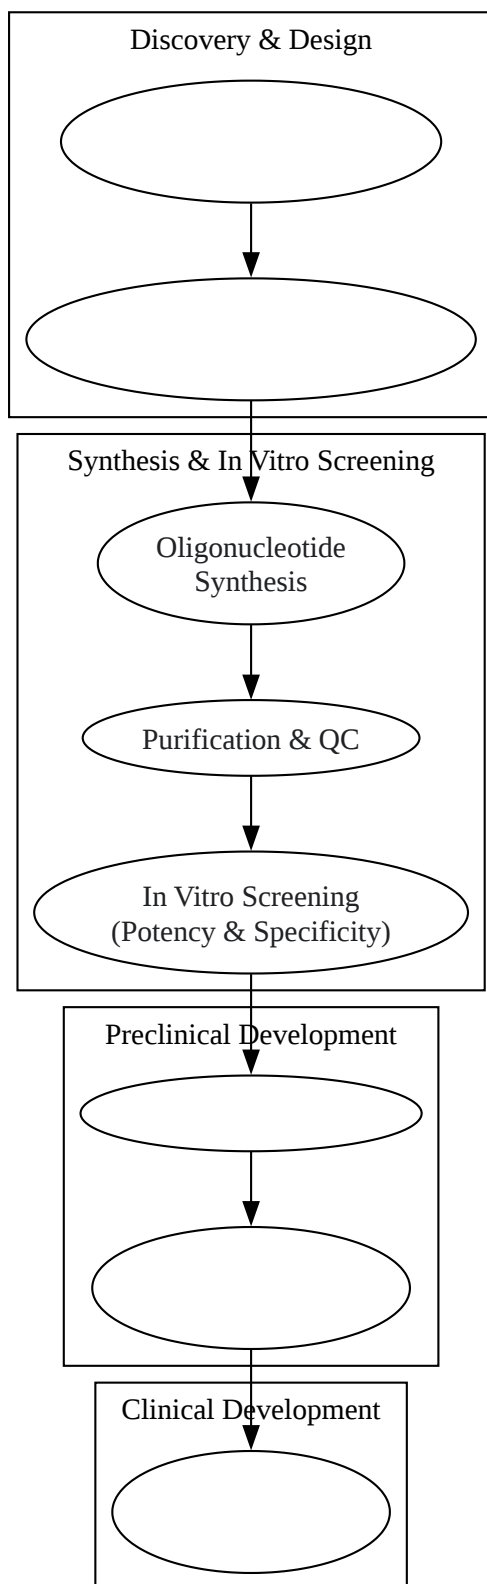 Discovery & Design
Synthesis & In Vitro Screening
Oligonucleotide
Synthesis
Purification & QC
In Vitro Screening
(Potency & Specificity)
Preclinical Development
Clinical Development